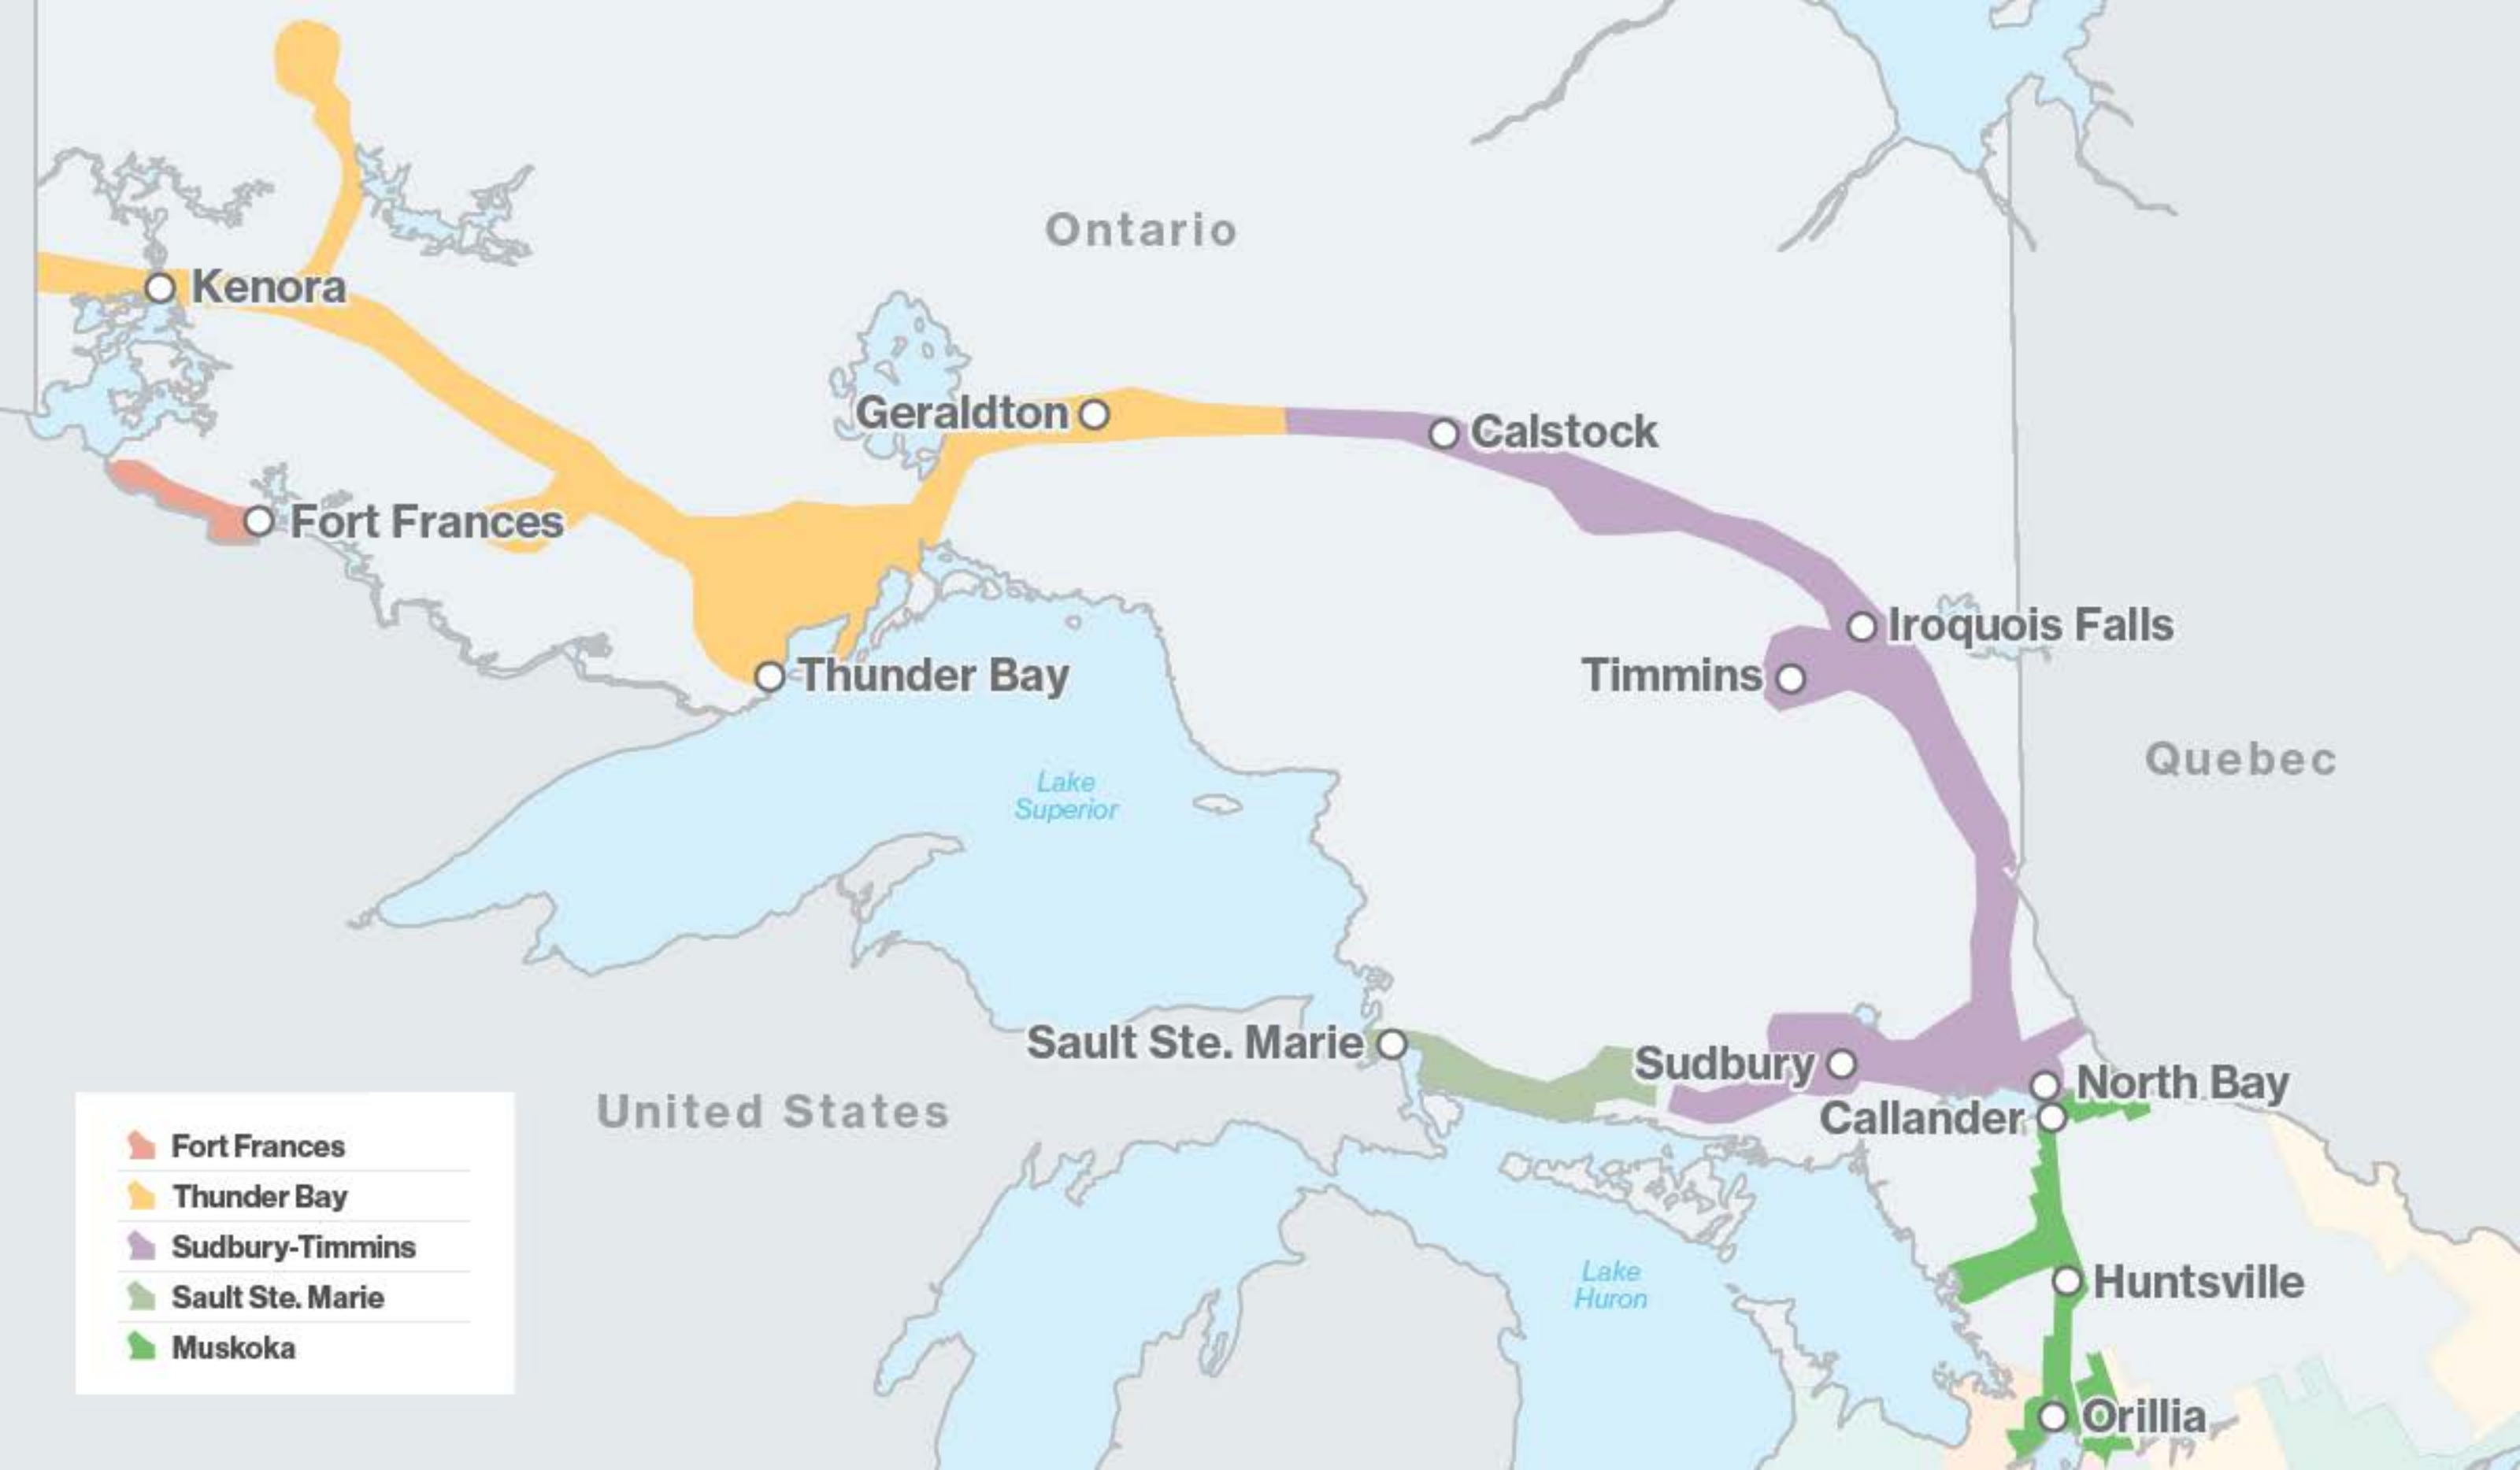 Ontario
Kenora
Geraldton
Calstock
Fort Frances
Iroquois Falls
Timmins
Thunder Bay
Quebec
Lake
Superior
Sault Ste. Marie
Sudbury
North Bay
United States
Callander
Fort Frances
Thunder Bay
Sudbury-Timmins
Sault Ste. Marie
Muskoka
Lake
Huron
Huntsville
Orillia